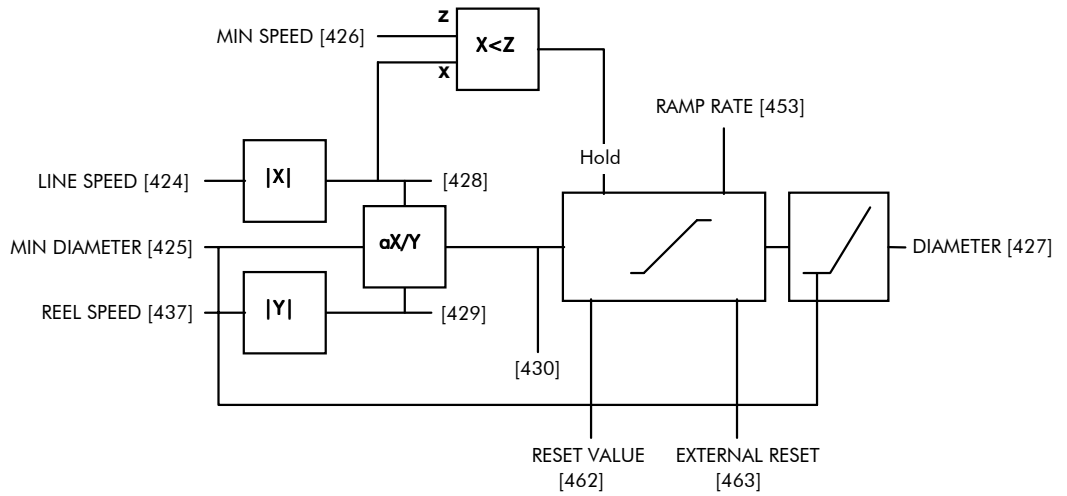 z
MIN SPEED [426]
X<Z
x
RAMP RATE [453]
Hold
LINE SPEED [424]
|X|
[428]
MIN DIAMETER [425]
aX/Y
DIAMETER [427]
REEL SPEED [437]
|Y|
[429]
[430]
RESET VALUE
[462]
EXTERNAL RESET
[463]